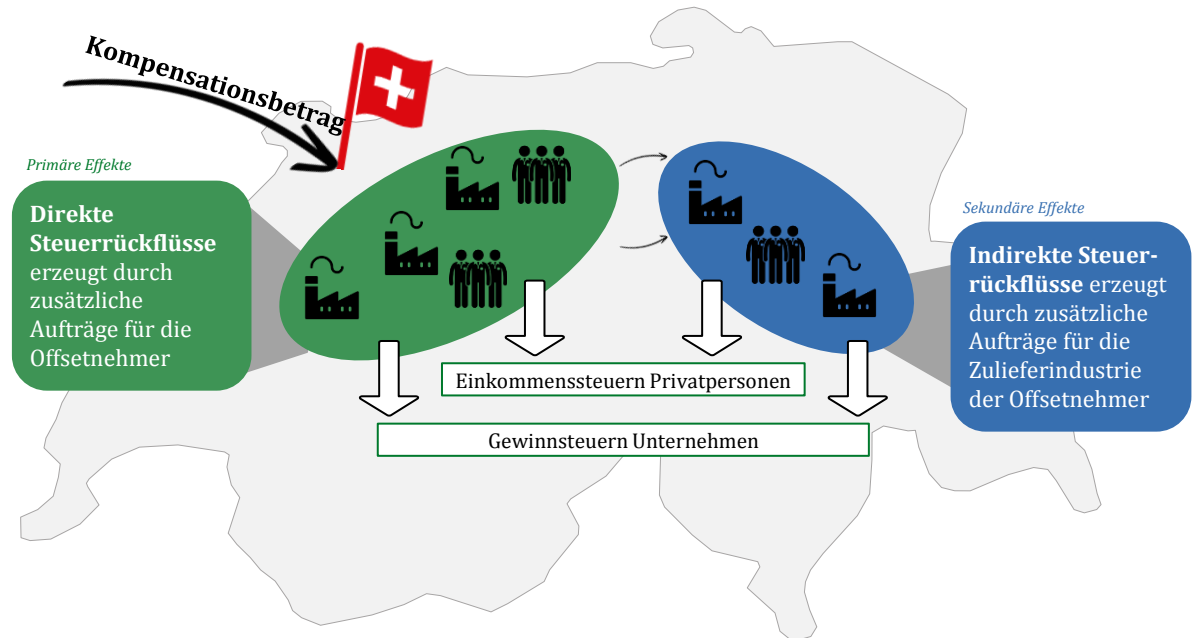 Kompensationsbetrag
Primäre Effekte
Direkte
Steuerrückflüsse
erzeugt durch
zusätzliche
Aufträge für die
Offsetnehmer
Sekundäre Effekte
Indirekte Steuer-
rückflüsse erzeugt
durch zusätzliche
Aufträge für die
Zulieferindustrie
der Offsetnehmer
Einkommenssteuern Privatpersonen
Gewinnsteuern Unternehmen